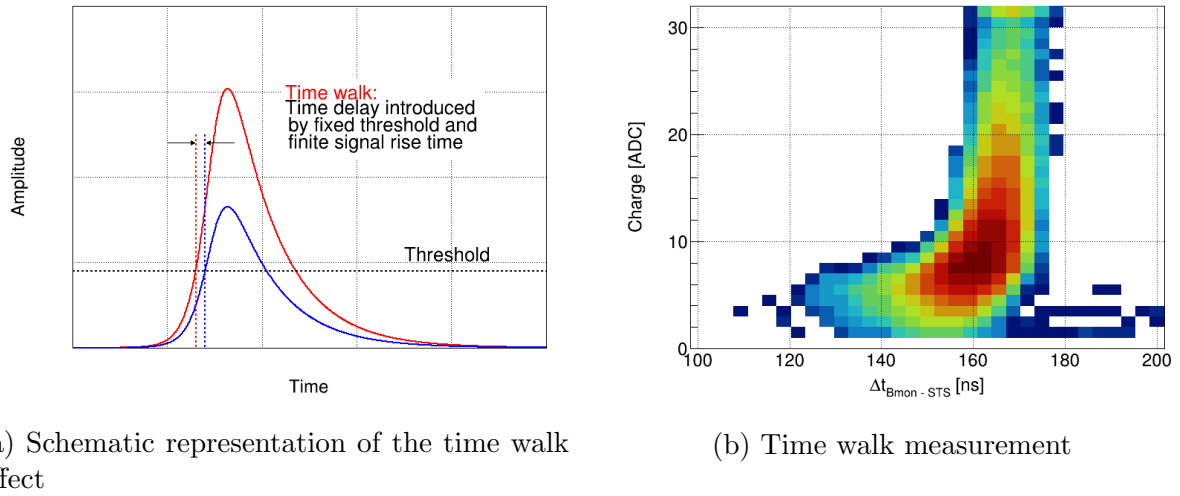 Time walk:
Time delay introduced
by fixed threshold and
finite signal rise time
Amplitude
Threshold
Time
) Schematic representation of the time walk
ffect
30
20
10
0
Charge [ADC]
100 120 140 160 180 200
Δt_Bmon - STS [ns]
(b) Time walk measurement